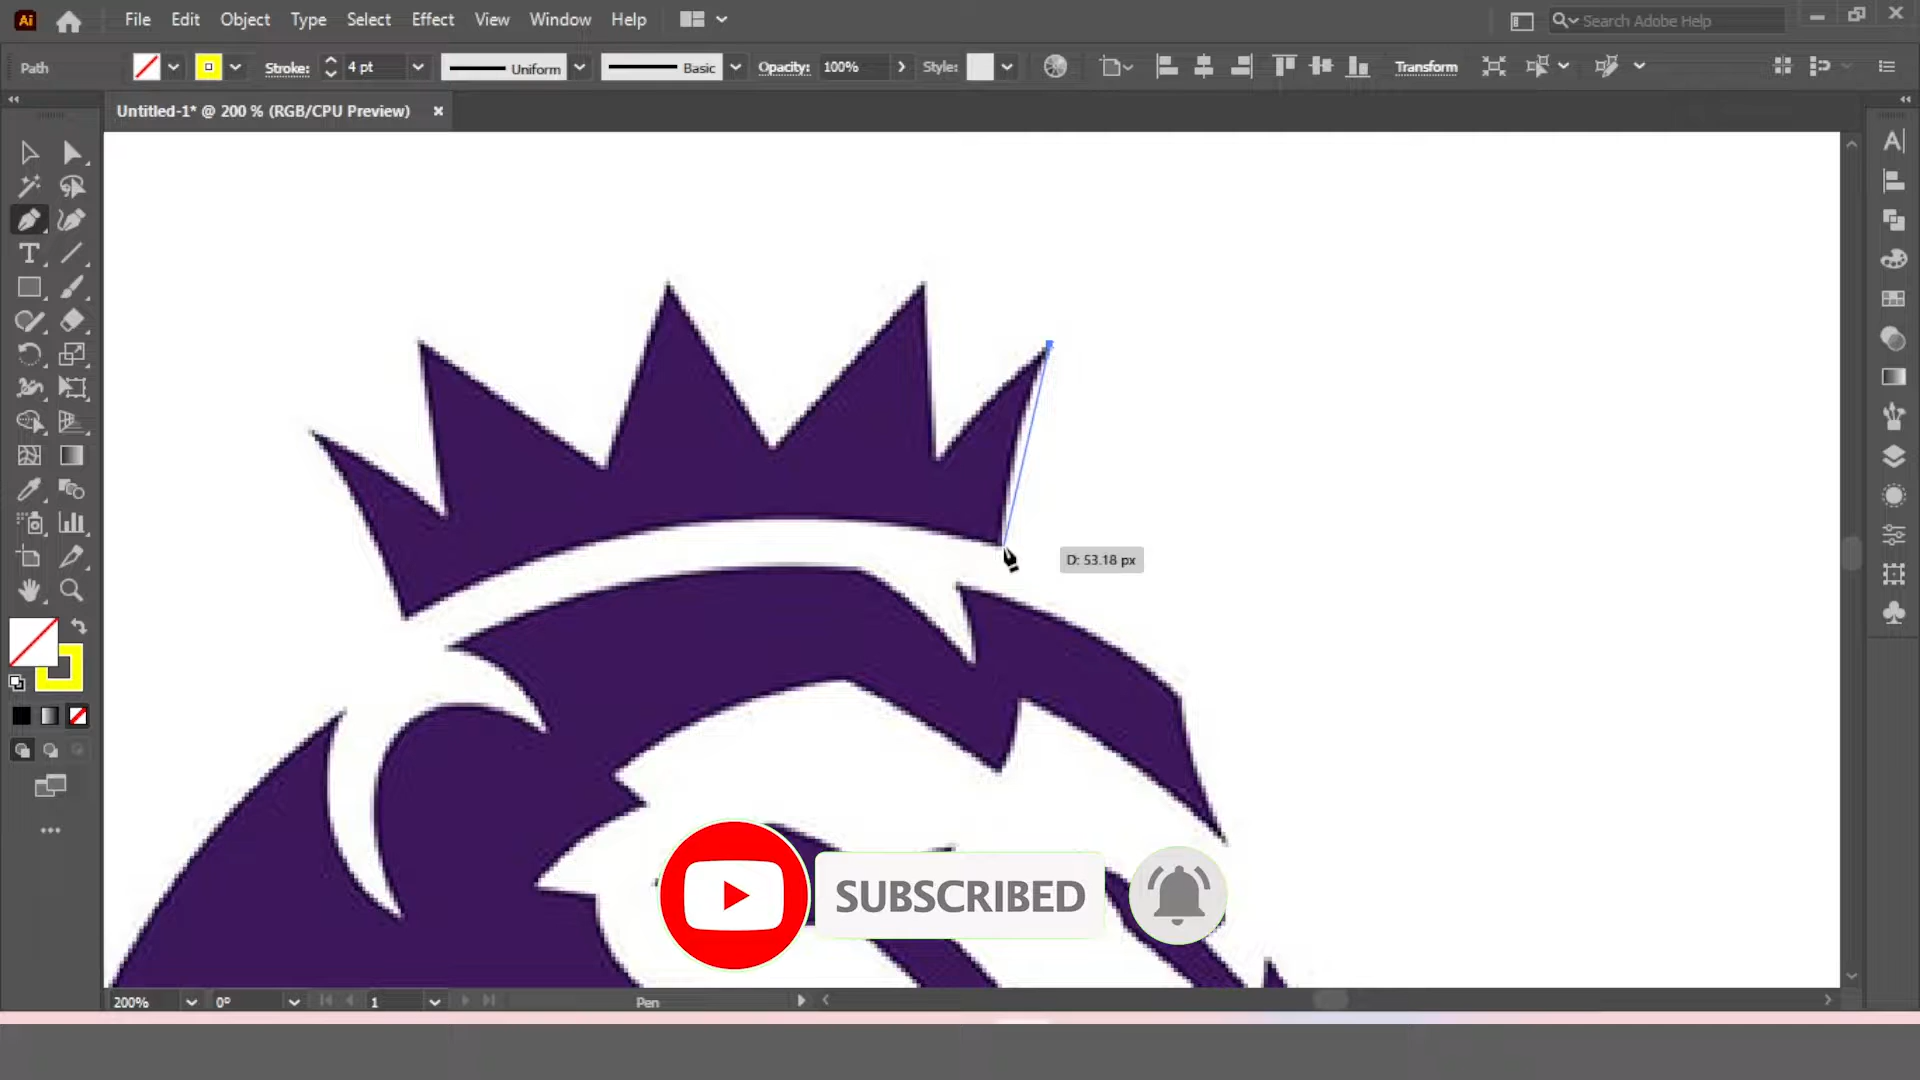 Ai File Edit Object Type Select Effect View Window Help Search Adobe Help
Path Stroke: 4 pt Uniform Basic Opacity: 100% Style: Transform
Untitled-1* @ 200 % (RGB/CPU Preview)
D: 53.18 px
SUBSCRIBED
200% 0° 1 Pen